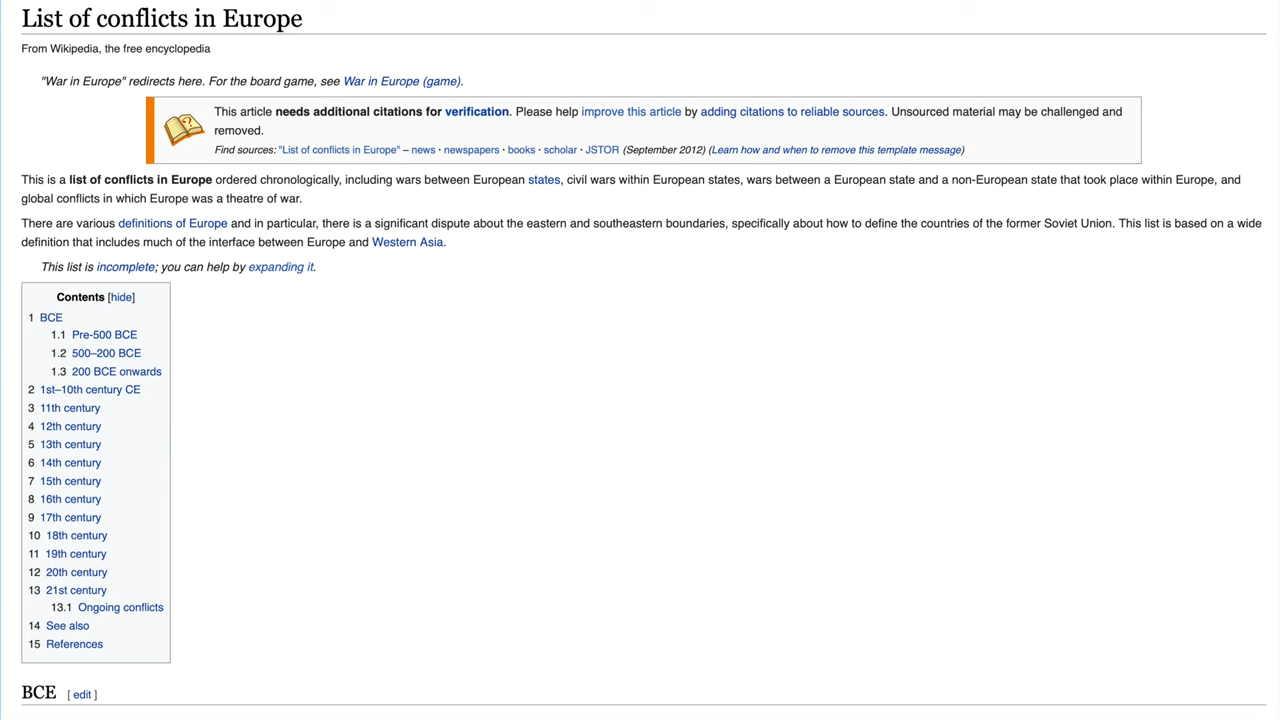 List of conflicts in Europe
From Wikipedia, the free encyclopedia
"War in Europe" redirects here. For the board game, see War in Europe (game).
This article needs additional citations for verification. Please help improve this article by adding citations to reliable sources. Unsourced material may be challenged and
removed.
Find sources: "List of conflicts in Europe" – news · newspapers · books · scholar · JSTOR (September 2012) (Learn how and when to remove this template message)
This is a list of conflicts in Europe ordered chronologically, including wars between European states, civil wars within European states, wars between a European state and a non-European state that took place within Europe, and
global conflicts in which Europe was a theatre of war.
There are various definitions of Europe and in particular, there is a significant dispute about the eastern and southeastern boundaries, specifically about how to define the countries of the former Soviet Union. This list is based on a wide
definition that includes much of the interface between Europe and Western Asia.
This list is incomplete; you can help by expanding it.
Contents [hide]
1 BCE
1.1 Pre-500 BCE
1.2 500–200 BCE
1.3 200 BCE onwards
2 1st–10th century CE
3 11th century
4 12th century
5 13th century
6 14th century
7 15th century
8 16th century
9 17th century
10 18th century
11 19th century
12 20th century
13 21st century
13.1 Ongoing conflicts
14 See also
15 References
BCE [ edit ]